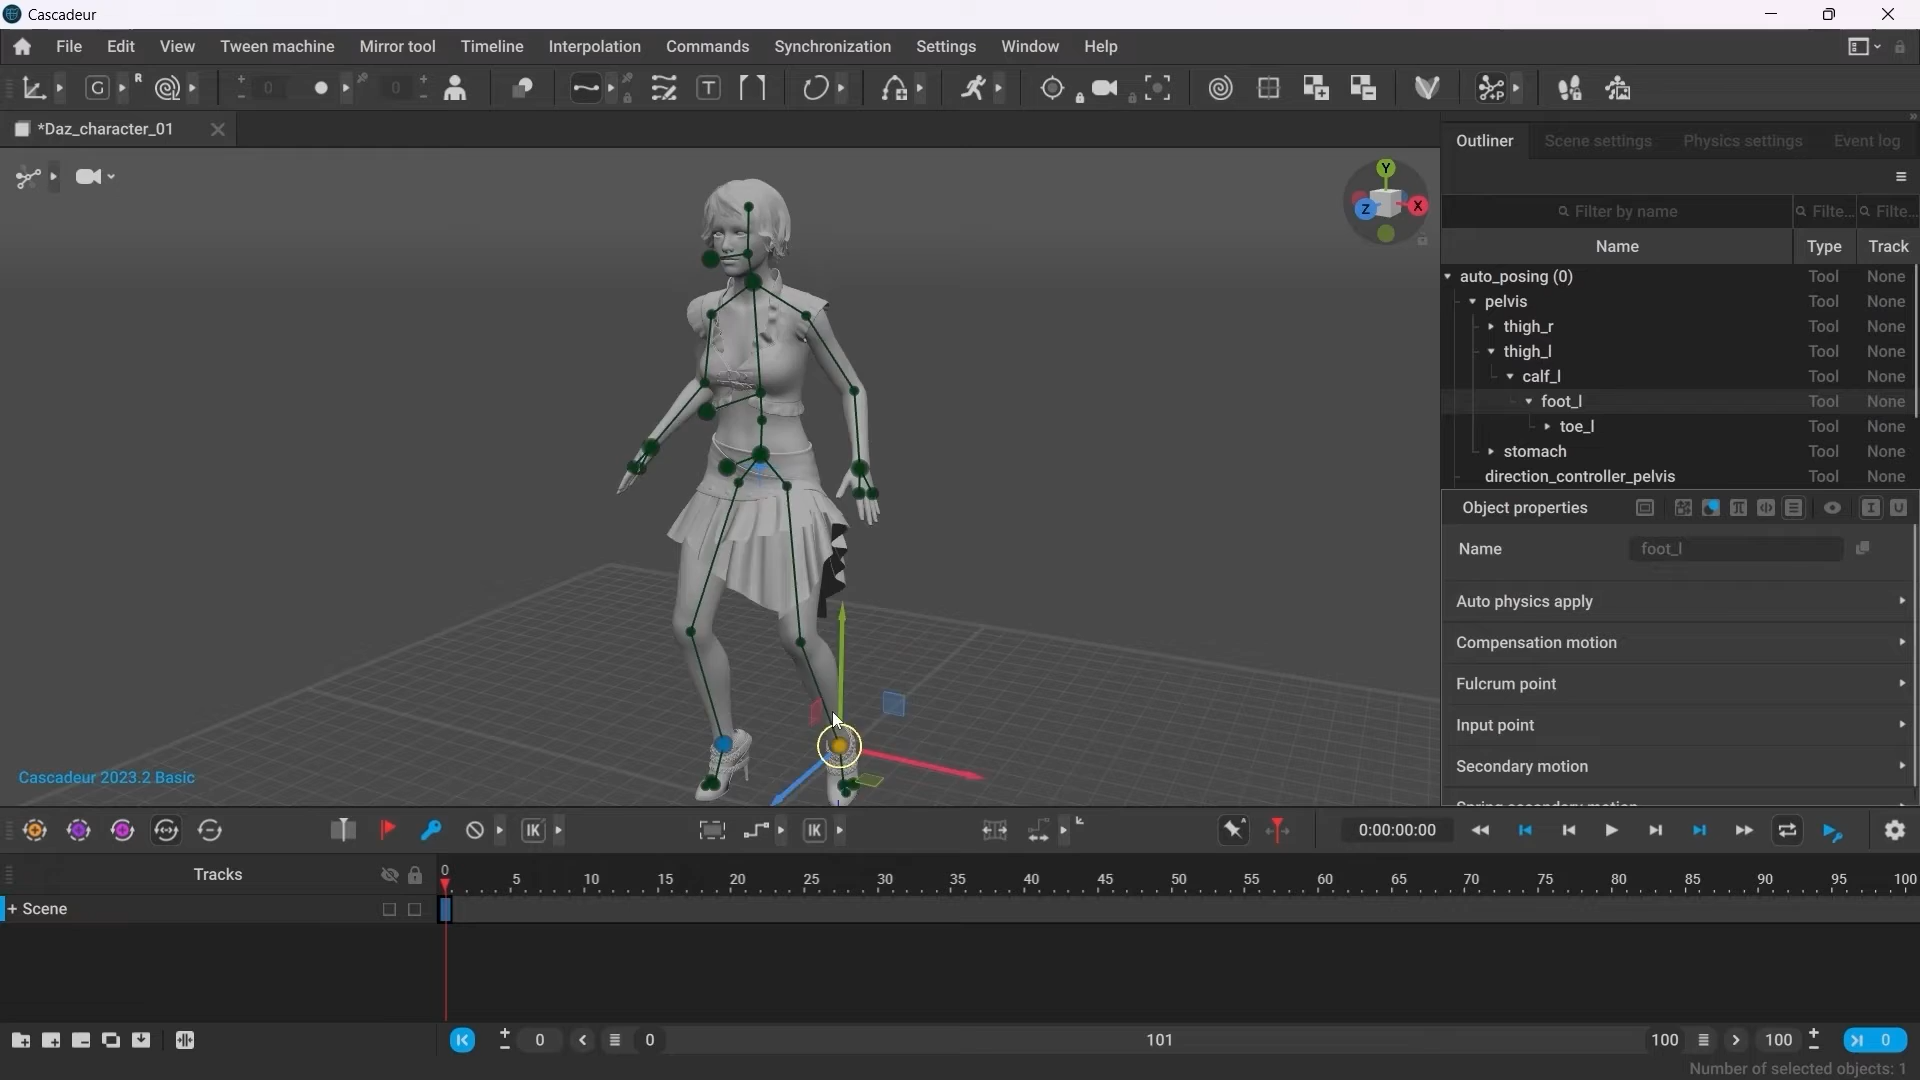 Cascadeur
File Edit View Tween machine Mirror tool Timeline Interpolation Commands Synchronization Settings Window Help
G R 0 0 T
*Daz_character_01
Outliner Scene settings Physics settings Event log
Filter by name Filte... Filte...
Name Type Track
auto_posing (0) Tool None
pelvis Tool None
thigh_r Tool None
thigh_l Tool None
calf_l Tool None
foot_l Tool None
toe_l Tool None
stomach Tool None
direction_controller_pelvis Tool None
Y
Z X
Object properties
Name foot_l
Auto physics apply
Compensation motion
Fulcrum point
Input point
Secondary motion
Cascadeur 2023.2 Basic
IK IK 0:00:00:00
Tracks
0 5 10 15 20 25 30 35 40 45 50 55 60 65 70 75 80 85 90 95 100
+ Scene
0 0 101 100 100 0
Number of selected objects: 1